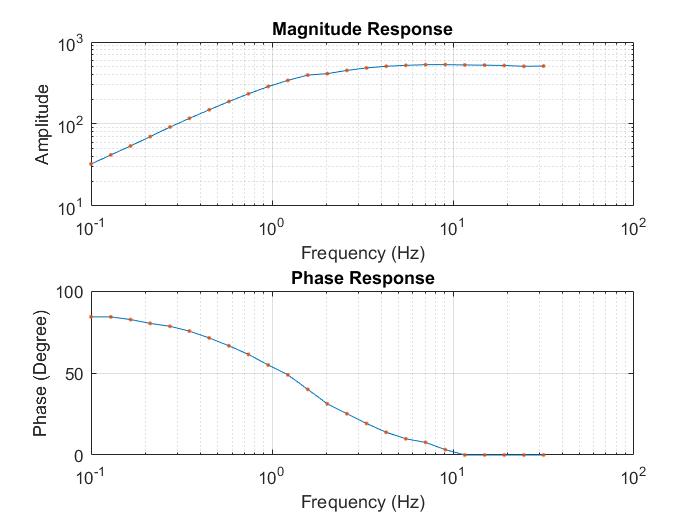 Magnitude Response
10^3
10^2
10^1
Amplitude
10^-1 10^0 10^1 10^2
Frequency (Hz)
Phase Response
100
50
0
Phase (Degree)
10^-1 10^0 10^1 10^2
Frequency (Hz)